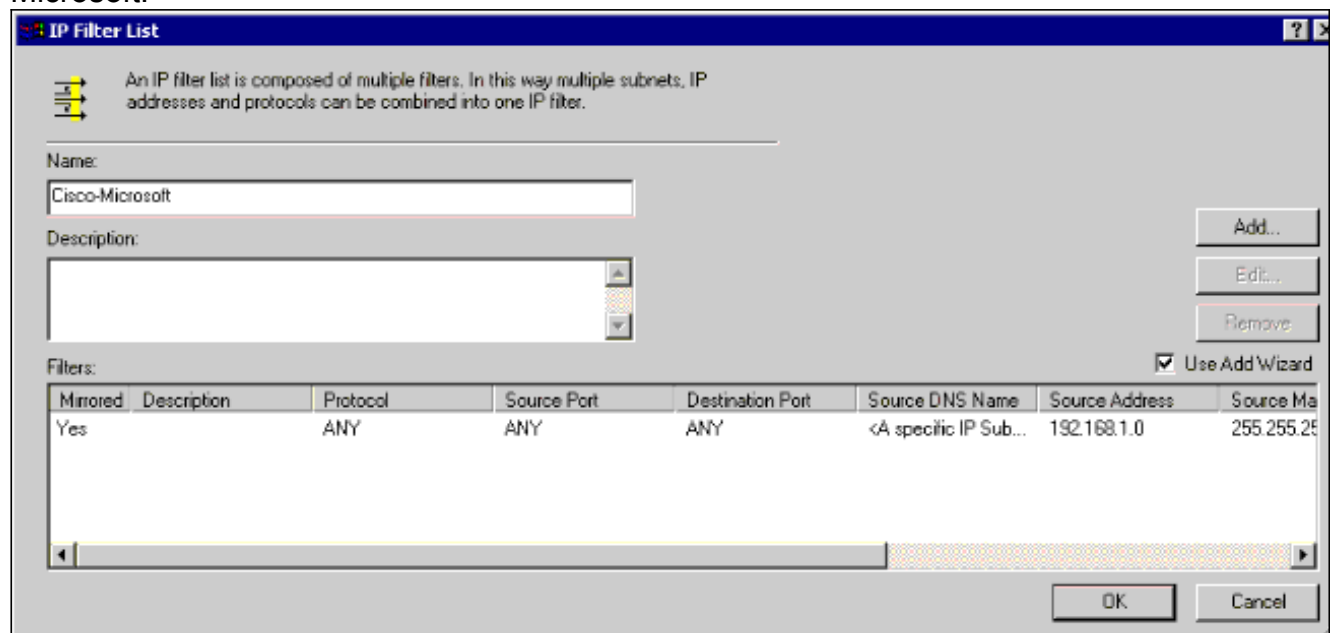 Microsoft.
IP Filter List
An IP filter list is composed of multiple filters. In this way multiple subnets, IP
addresses and protocols can be combined into one IP filter.
Name:
Cisco-Microsoft
Add...
Description:
Edit...
Remove
Filters:
Use Add Wizard
Mirrored Description Protocol Source Port Destination Port Source DNS Name Source Address Source Ma
Yes ANY ANY ANY <A specific IP Sub... 192.168.1.0 255.255.25
OK Cancel